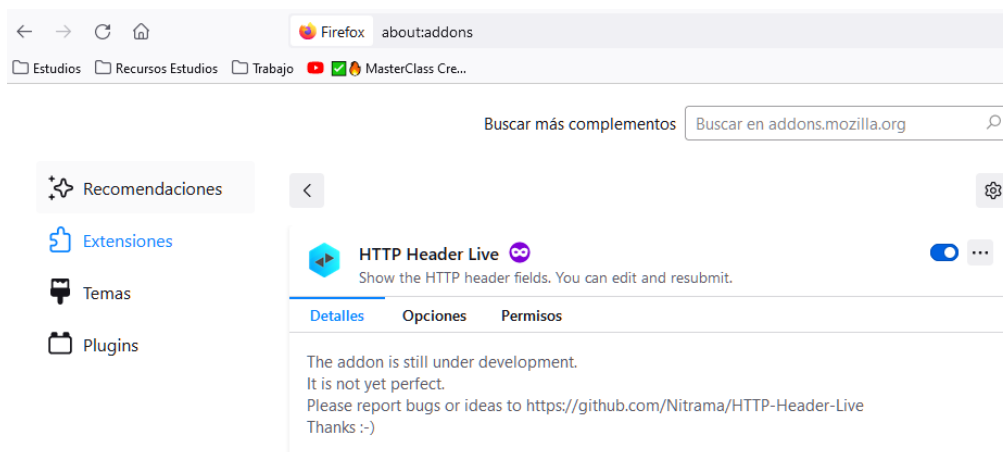 Firefox about:addons
Estudios Recursos Estudios Trabajo MasterClass Cre...
Buscar más complementos Buscar en addons.mozilla.org
Recomendaciones
Extensiones
Temas
Plugins
HTTP Header Live
Show the HTTP header fields. You can edit and resubmit.
Detalles Opciones Permisos
The addon is still under development.
It is not yet perfect.
Please report bugs or ideas to https://github.com/Nitrama/HTTP-Header-Live
Thanks :-)